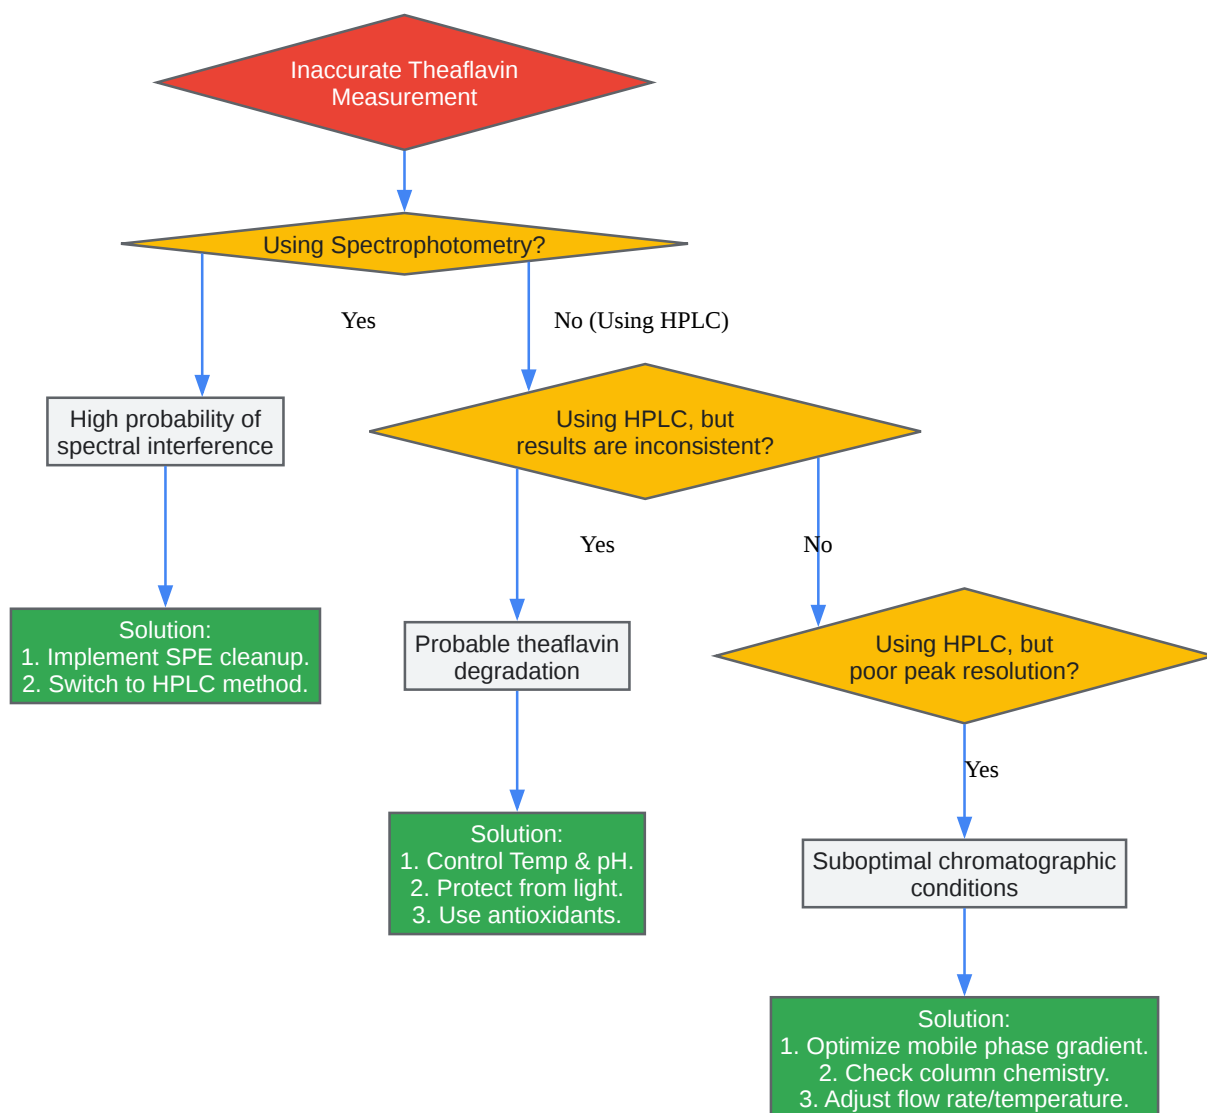 Inaccurate Theaflavin
Measurement
Using Spectrophotometry?
Yes
No (Using HPLC)
High probability of
spectral interference
Using HPLC, but
results are inconsistent?
Solution:
1. Implement SPE cleanup.
2. Switch to HPLC method.
Yes
No
Probable theaflavin
degradation
Using HPLC, but
poor peak resolution?
Solution:
1. Control Temp & pH.
2. Protect from light.
3. Use antioxidants.
Yes
Suboptimal chromatographic
conditions
Solution:
1. Optimize mobile phase gradient.
2. Check column chemistry.
3. Adjust flow rate/temperature.